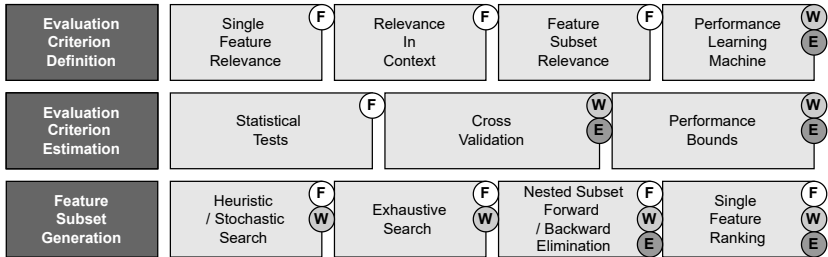 Evaluation
Criterion
Definition
Single
Feature
Relevance
F
Relevance
In
Context
F
Feature
Subset
Relevance
F
Performance
Learning
Machine
W
E
Evaluation
Criterion
Estimation
Statistical
Tests
F
Cross
Validation
W
E
Performance
Bounds
W
E
Feature
Subset
Generation
Heuristic
/ Stochastic
Search
F
W
Exhaustive
Search
F
W
Nested Subset
Forward
/ Backward
Elimination
F
W
E
Single
Feature
Ranking
F
W
E